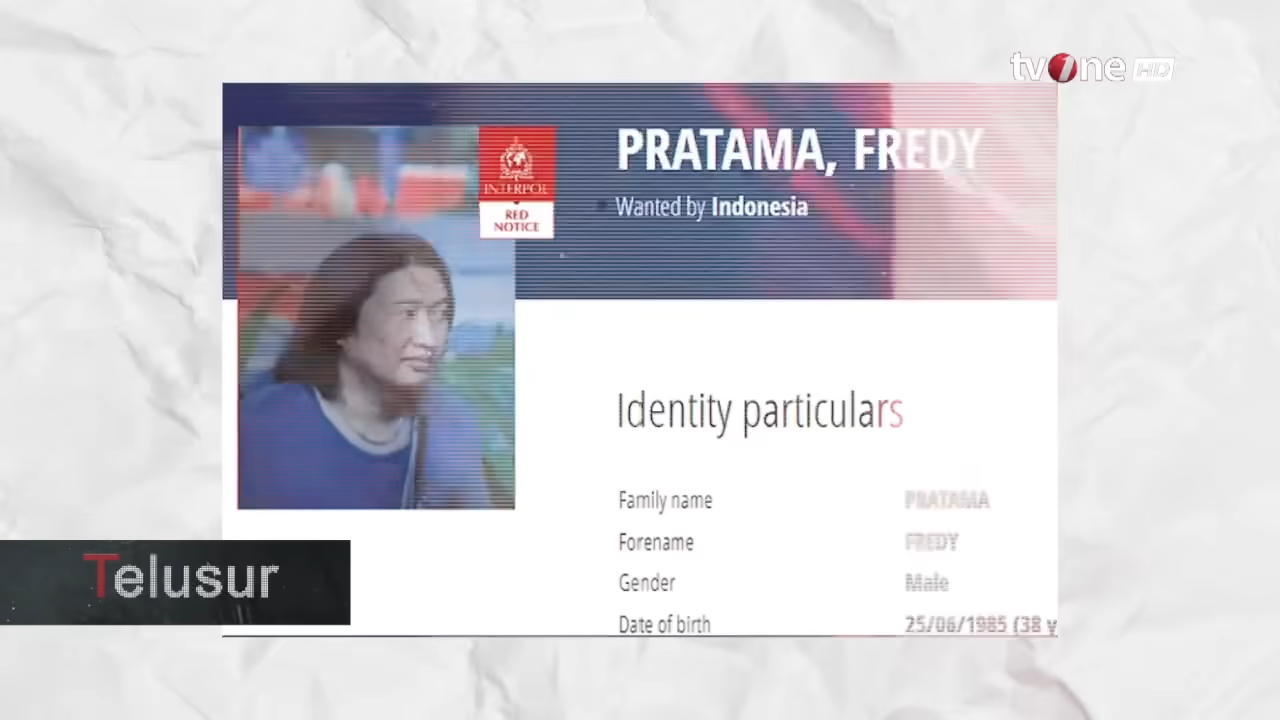 tvOne HD
PRATAMA, FREDY
INTERPOL
RED
NOTICE
Wanted by Indonesia
Identity particulars
Family name PRATAMA
Forename FREDY
Gender Male
Date of birth 25/06/1985 (38 y
Telusur